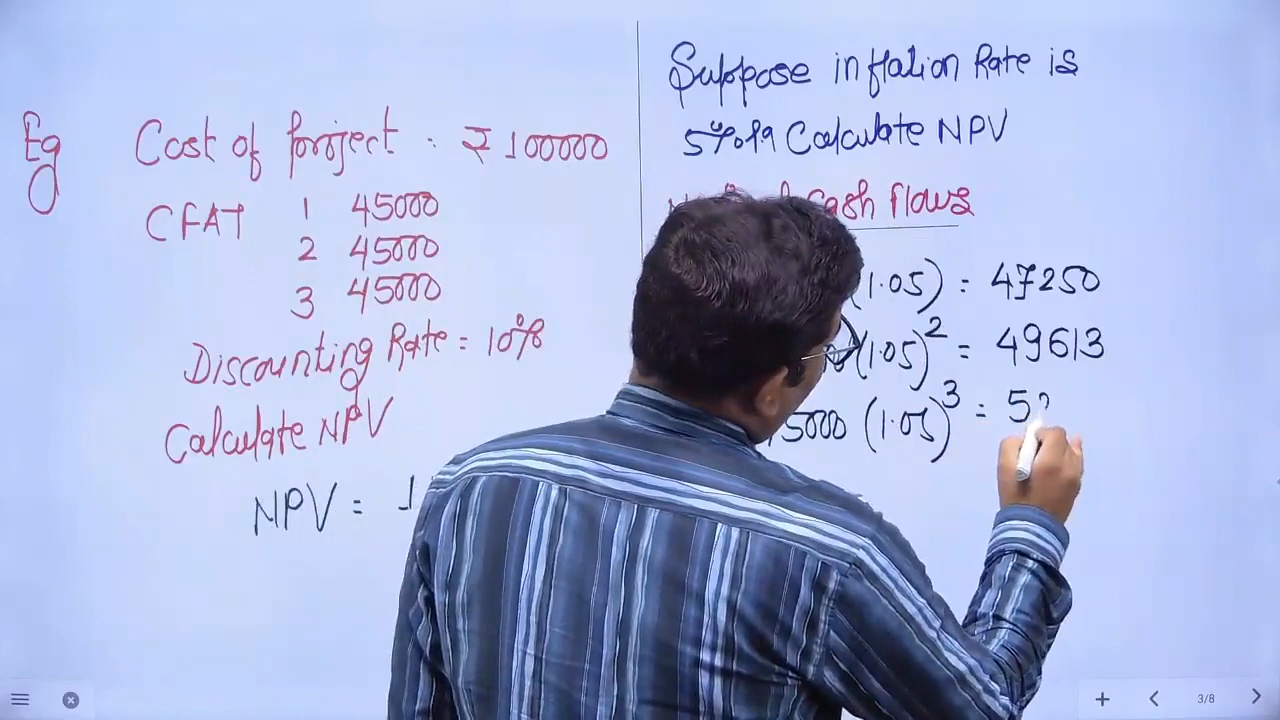 Eg Cost of project : ₹ 100000
CFAT 1 45000
2 45000
3 45000
Discounting Rate = 10%
Calculate NPV
NPV =
Suppose inflation Rate is
5% Calculate NPV
Cash flows
(1.05) = 47250
(1.05)² = 49613
5000 (1.05)³ = 5
3/8